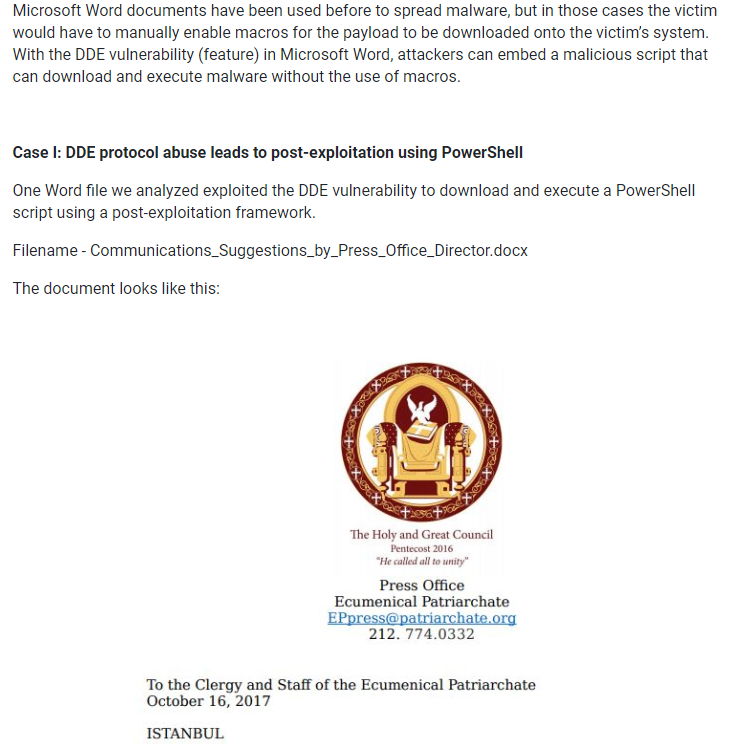 Microsoft Word documents have been used before to spread malware, but in those cases the victim
would have to manually enable macros for the payload to be downloaded onto the victim's system.
With the DDE vulnerability (feature) in Microsoft Word, attackers can embed a malicious script that
can download and execute malware without the use of macros.
Case I: DDE protocol abuse leads to post-exploitation using PowerShell
One Word file we analyzed exploited the DDE vulnerability to download and execute a PowerShell
script using a post-exploitation framework.
Filename - Communications_Suggestions_by_Press_Office_Director.docx
The document looks like this:
The Holy and Great Council
Pentecost 2016
"He called all to unity"
Press Office
Ecumenical Patriarchate
EPpress@patriarchate.org
212. 774.0332
To the Clergy and Staff of the Ecumenical Patriarchate
October 16, 2017
ISTANBUL